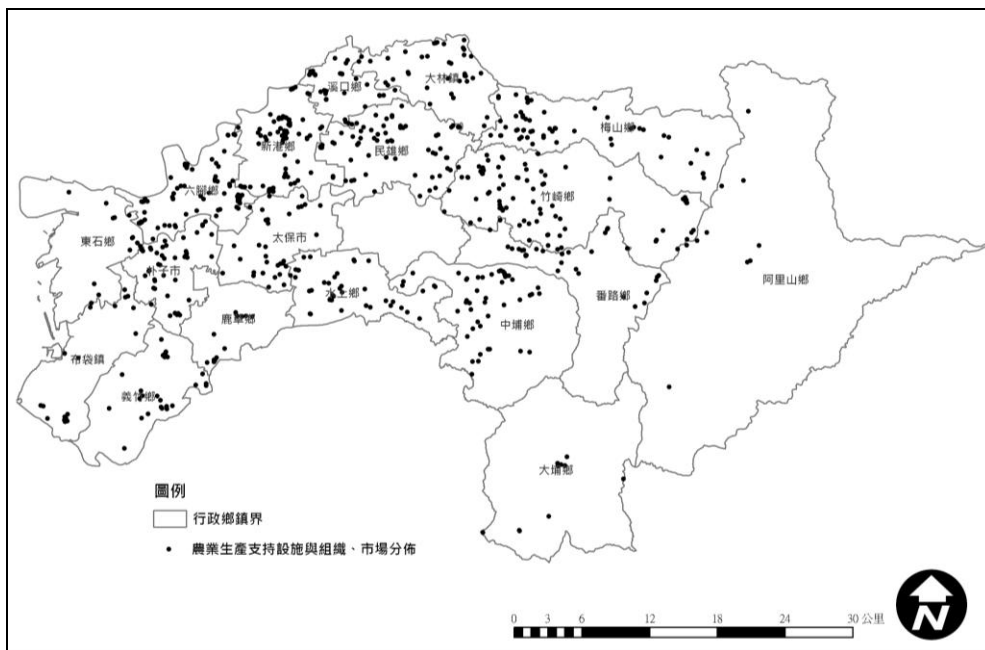 溪口鄉
大林鎮
梅山鄉
新港鄉
民雄鄉
六腳鄉
竹崎鄉
東石鄉
太保市
朴子市
阿里山鄉
水上鄉
番路鄉
鹿草鄉
中埔鄉
布袋鎮
義竹鄉
大埔鄉
圖例
行政鄉鎮界
農業生產支持設施與組織、市場分佈
0 3 6 12 18 24 30 公里
N